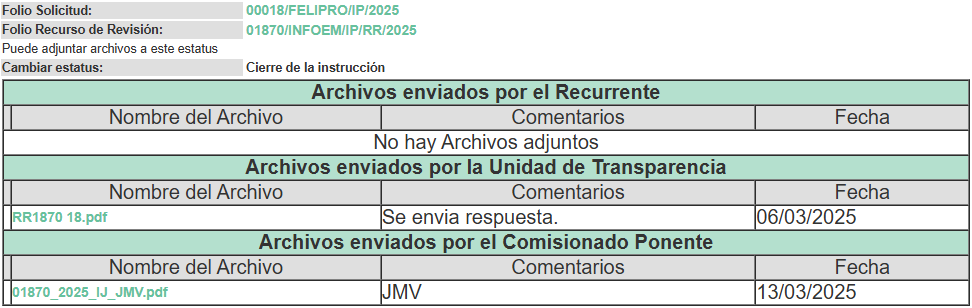 Folio Solicitud: 00018/FELIPRO/IP/2025
Folio Recurso de Revisión: 01870/INFOEM/IP/RR/2025
Puede adjuntar archivos a este estatus
Cambiar estatus: Cierre de la instrucción
Archivos enviados por el Recurrente
Nombre del Archivo Comentarios Fecha
No hay Archivos adjuntos
Archivos enviados por la Unidad de Transparencia
Nombre del Archivo Comentarios Fecha
RR1870 18.pdf Se envia respuesta. 06/03/2025
Archivos enviados por el Comisionado Ponente
Nombre del Archivo Comentarios Fecha
01870_2025_IJ_JMV.pdf JMV 13/03/2025